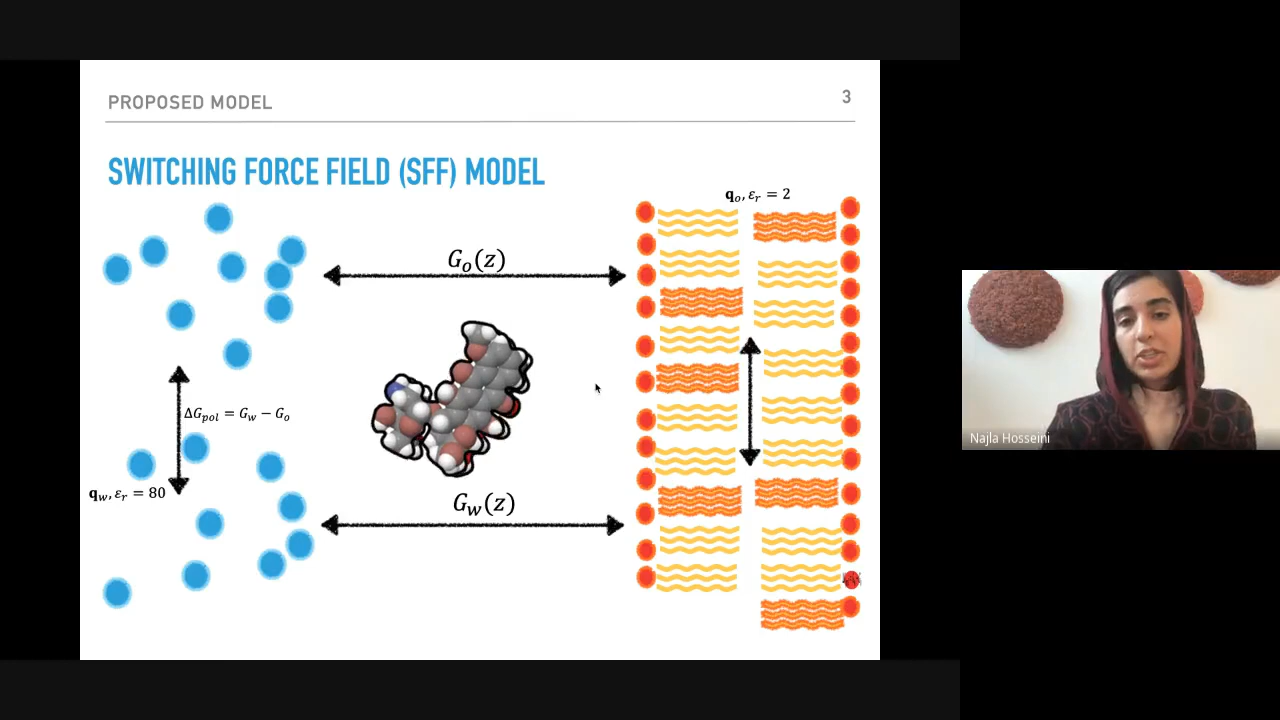 PROPOSED MODEL
3
SWITCHING FORCE FIELD (SFF) MODEL
q_o, ε_r = 2
G_o(z)
ΔG_pol = G_w − G_o
q_w, ε_r = 80
G_w(z)
Najla Hosseini